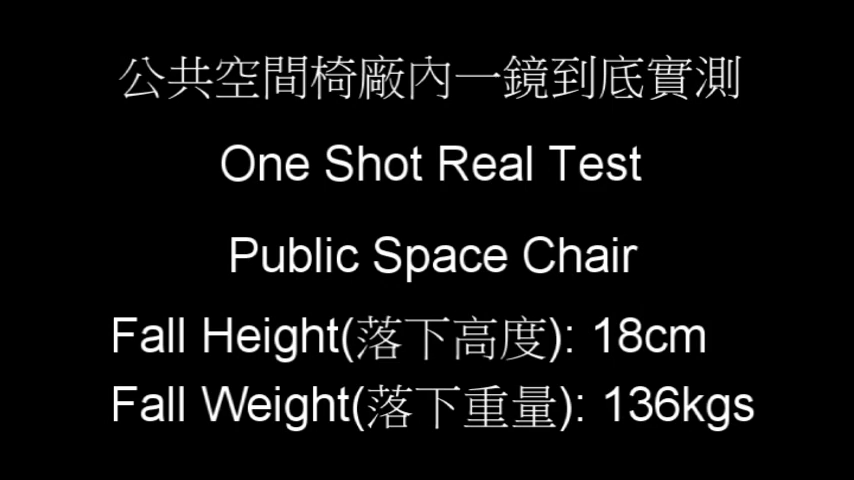 公共空間椅廠內一鏡到底實測
One Shot Real Test
Public Space Chair
Fall Height(落下高度): 18cm
Fall Weight(落下重量): 136kgs